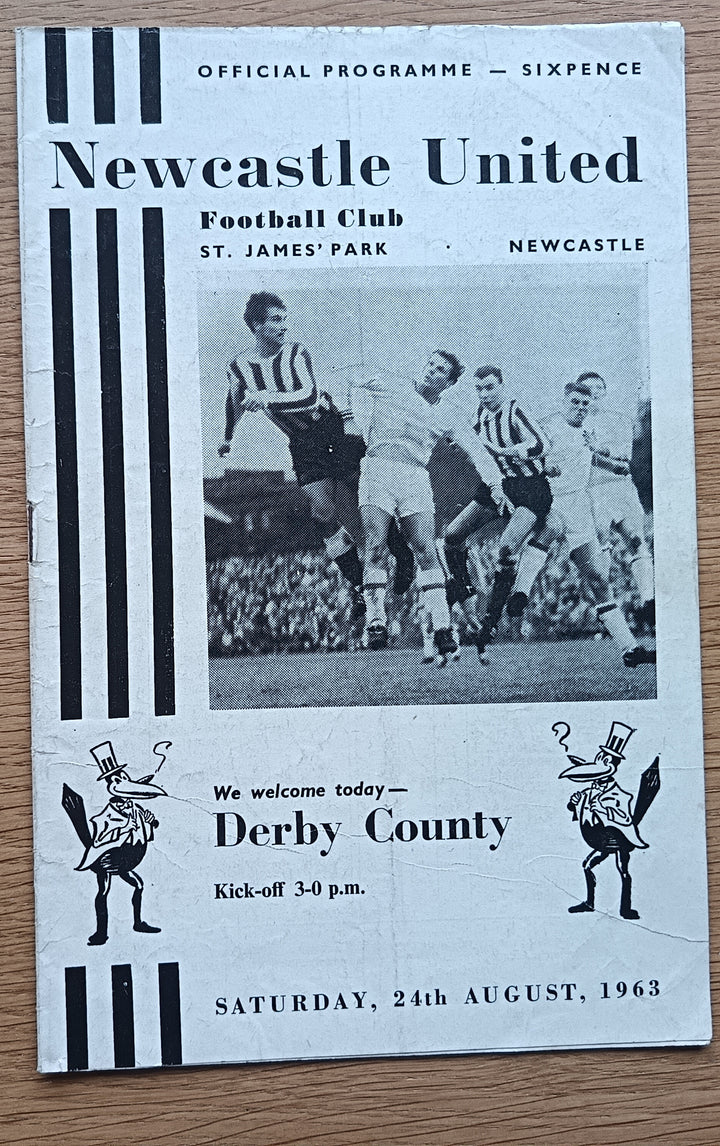 OFFICIAL PROGRAMME — SIXPENCE
Newcastle United
Football Club
ST. JAMES' PARK · NEWCASTLE
We welcome today—
Derby County
Kick-off 3-0 p.m.
SATURDAY, 24th AUGUST, 1963